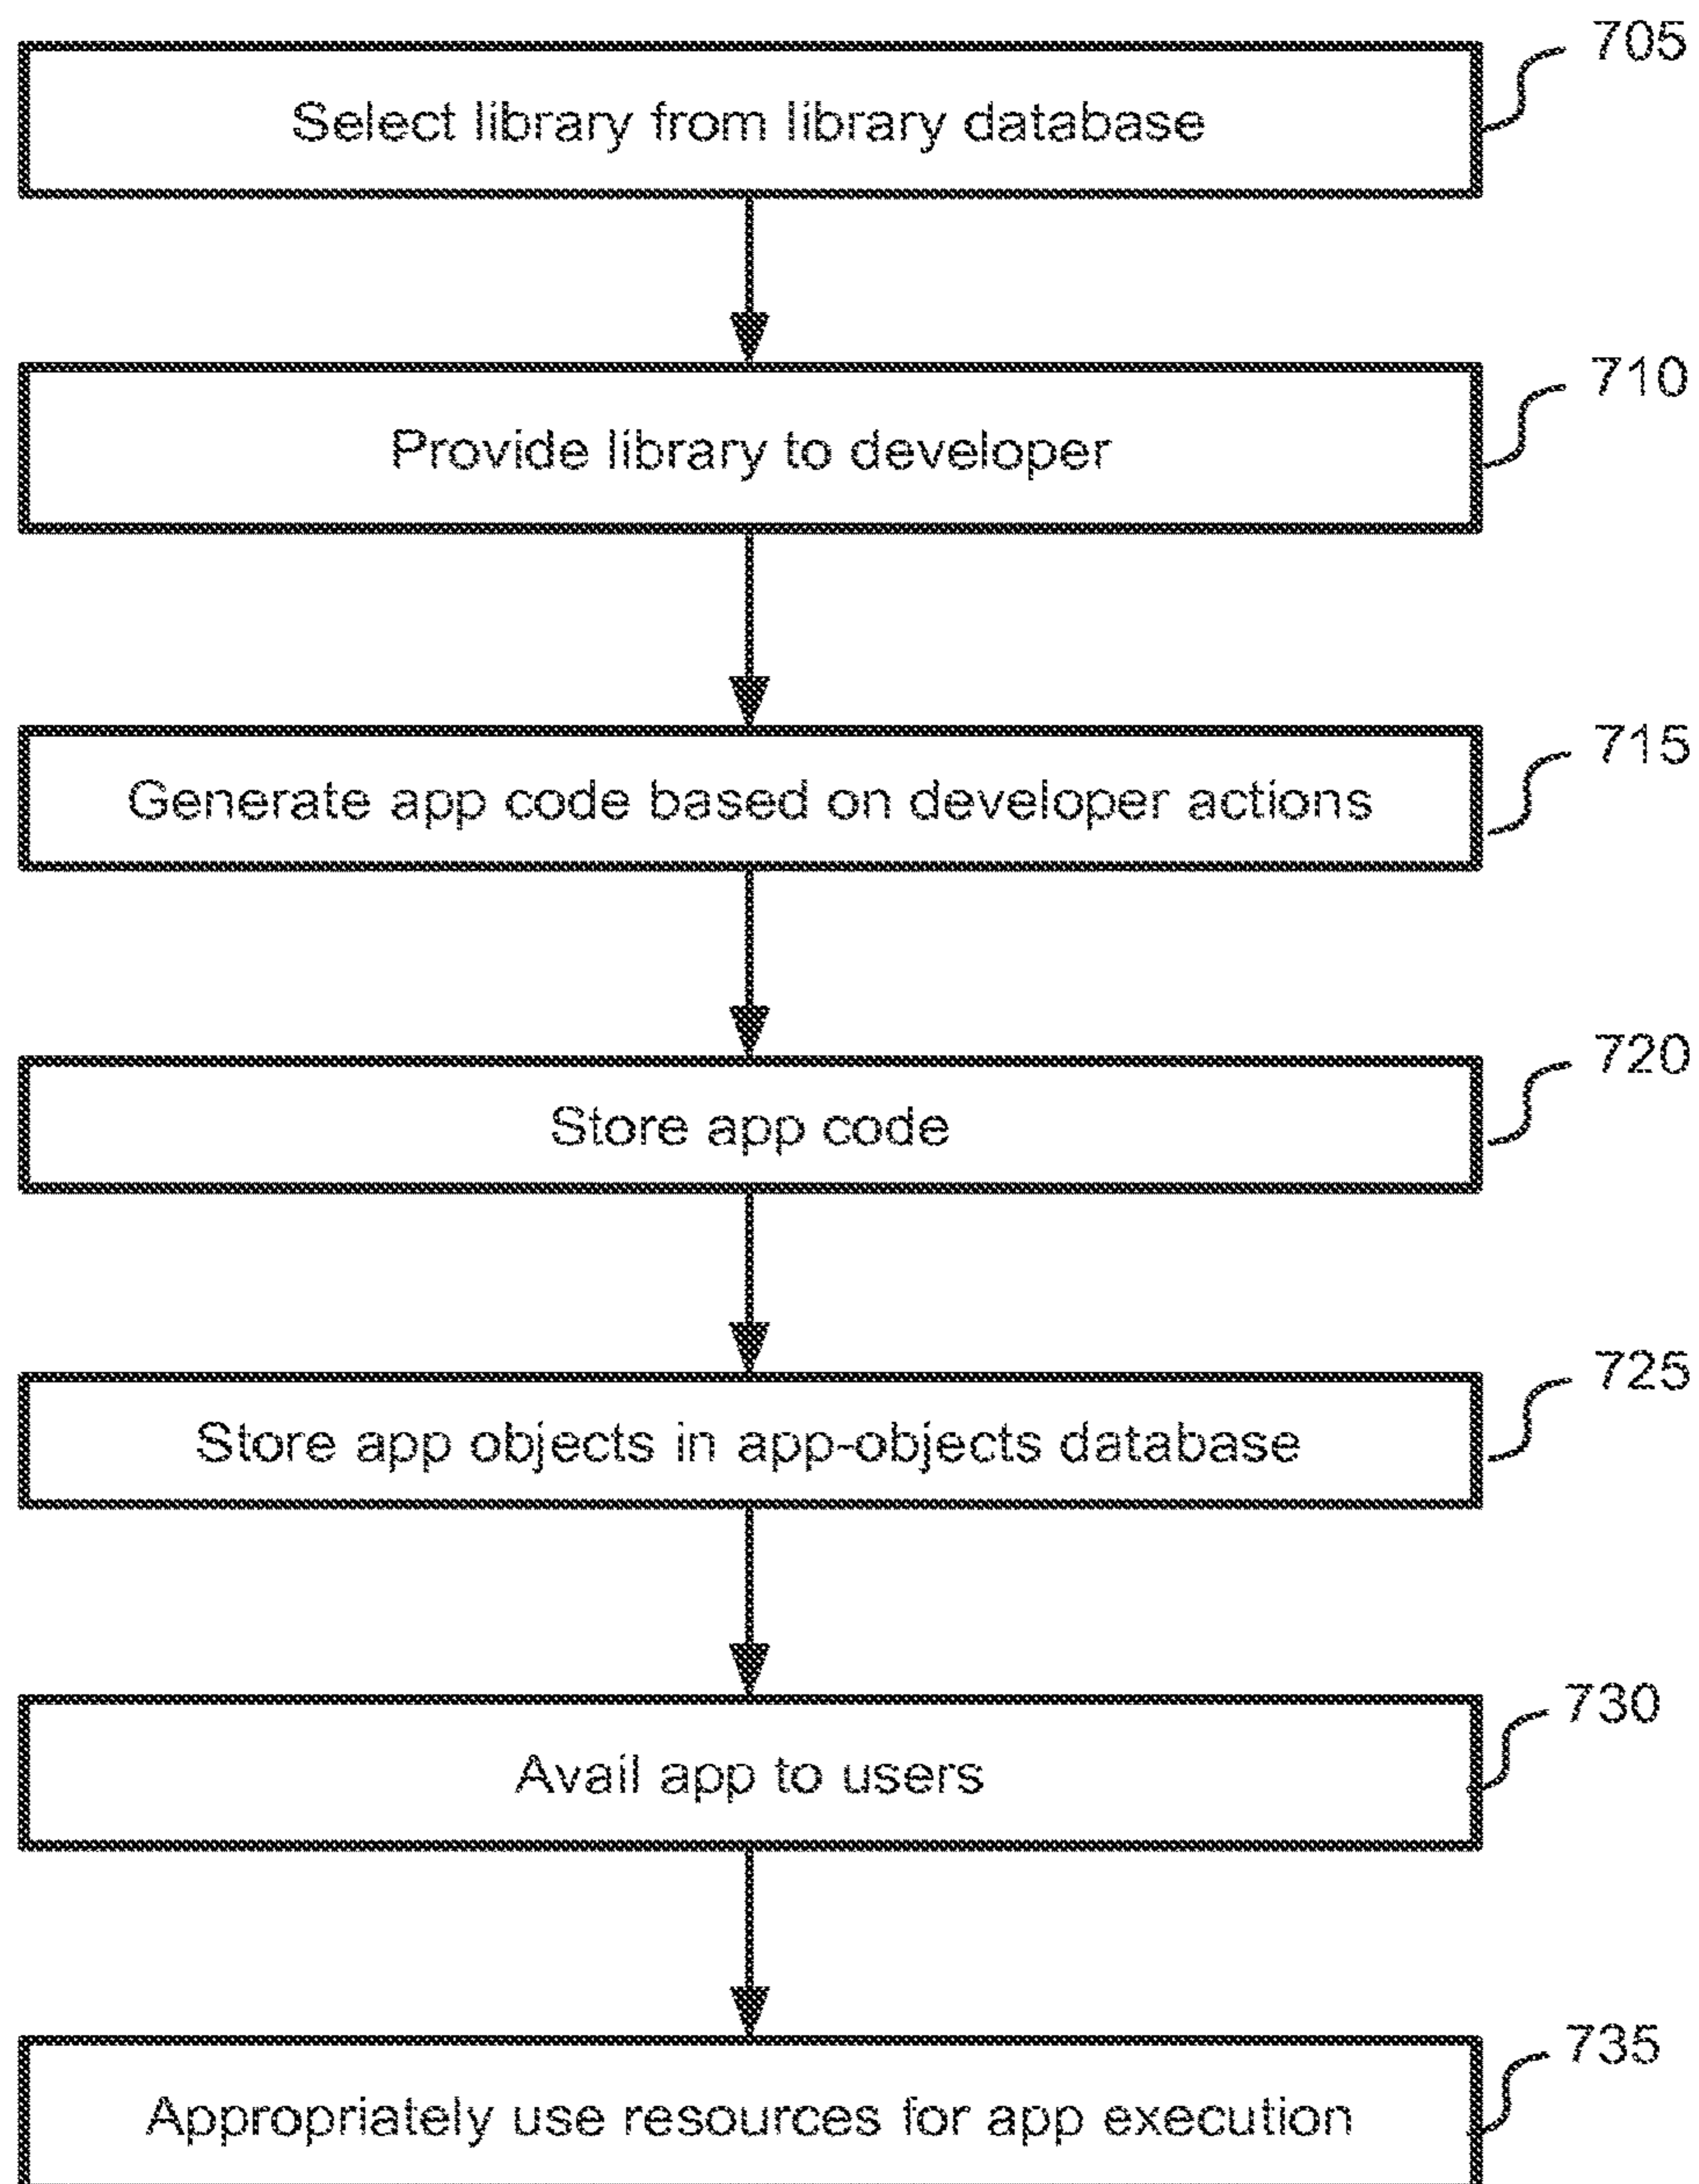 705
Select library from library database
710
Provide library to developer
715
Generate app code based on developer actions
720
Store app code
725
Store app objects in app-objects database
730
Avail app to users
735
Appropriately use resources for app execution